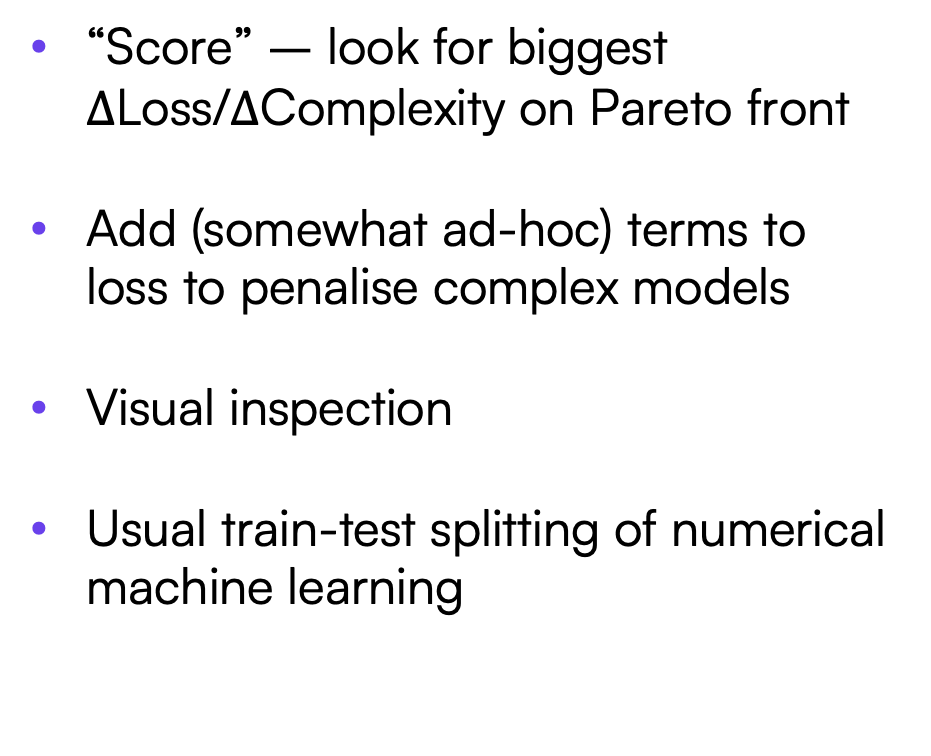 • “Score” — look for biggest
ΔLoss/ΔComplexity on Pareto front
• Add (somewhat ad-hoc) terms to
loss to penalise complex models
• Visual inspection
• Usual train-test splitting of numerical
machine learning